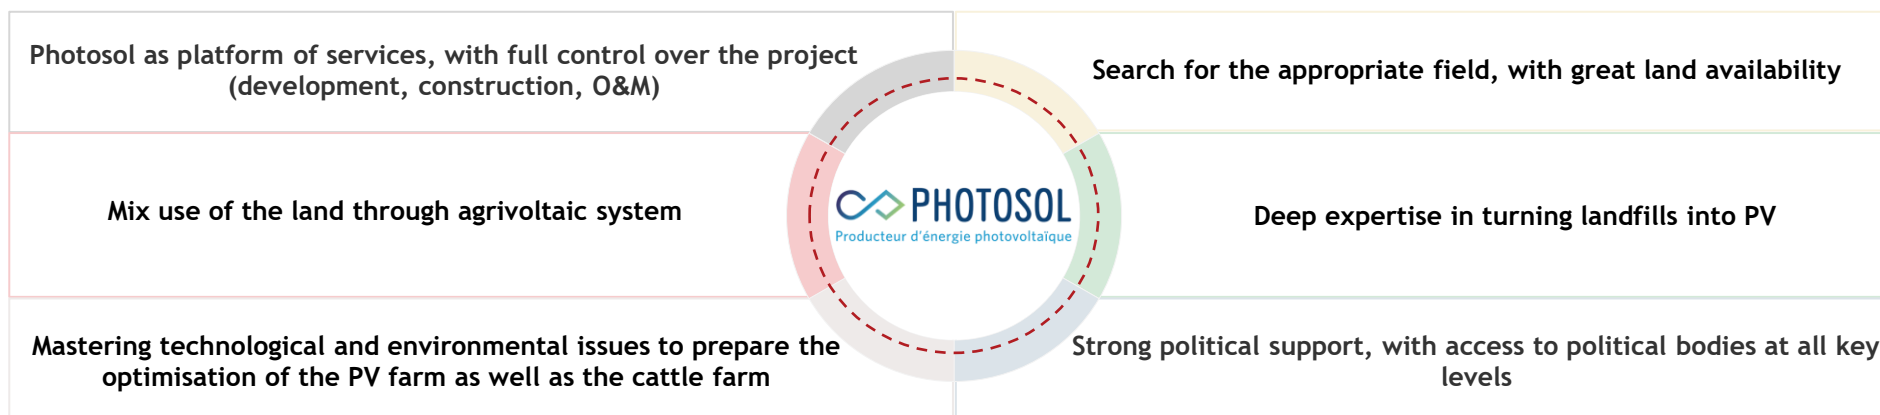 Photosol as platform of services, with full control over the project
(development, construction, O&M)
Search for the appropriate field, with great land availability
Mix use of the land through agrivoltaic system
PHOTOSOL
Producteur d'énergie photovoltaïque
Deep expertise in turning landfills into PV
Mastering technological and environmental issues to prepare the
optimisation of the PV farm as well as the cattle farm
Strong political support, with access to political bodies at all key
levels